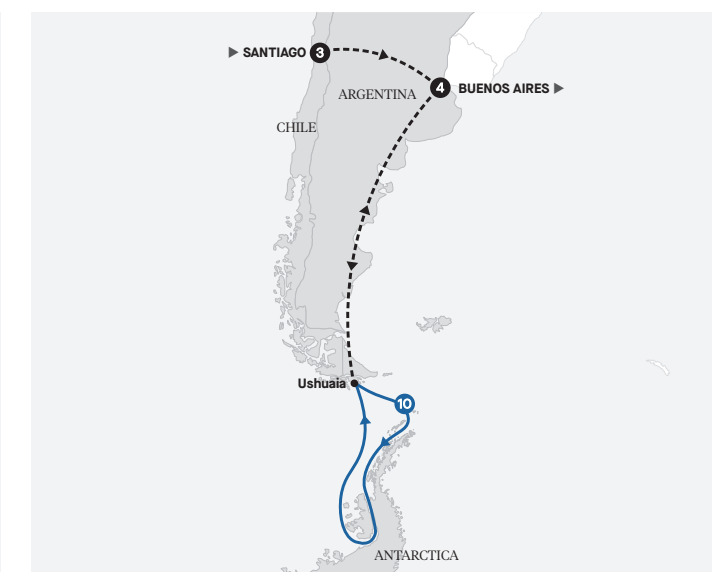 SANTIAGO 3
4 BUENOS AIRES
ARGENTINA
CHILE
Ushuaia
10
ANTARCTICA